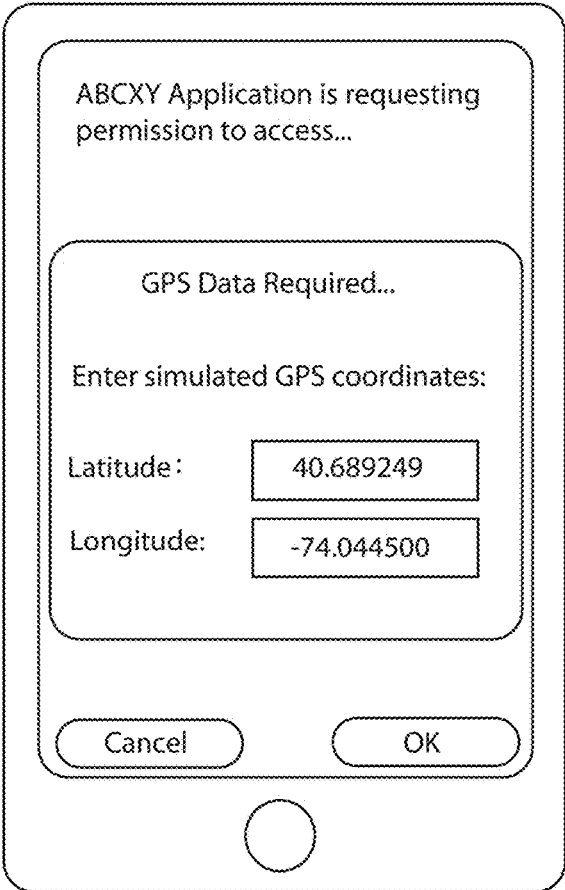 ABCXY Application is requesting
permission to access...
GPS Data Required...
Enter simulated GPS coordinates:
Latitude: 40.689249
Longitude: -74.044500
Cancel OK